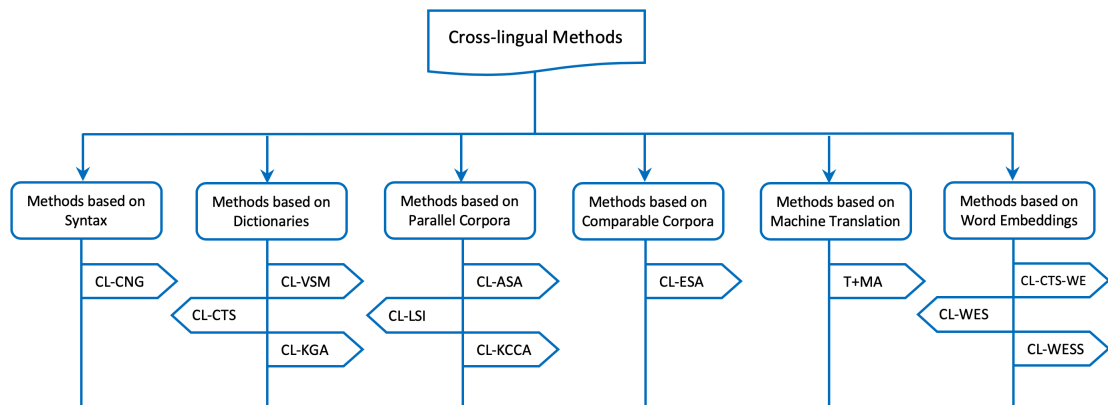 Cross-lingual Methods
Methods based on
Syntax
Methods based on
Dictionaries
Methods based on
Parallel Corpora
Methods based on
Comparable Corpora
Methods based on
Machine Translation
Methods based on
Word Embeddings
CL-CNG
CL-VSM
CL-CTS
CL-KGA
CL-ASA
CL-LSI
CL-KCCA
CL-ESA
T+MA
CL-CTS-WE
CL-WES
CL-WESS